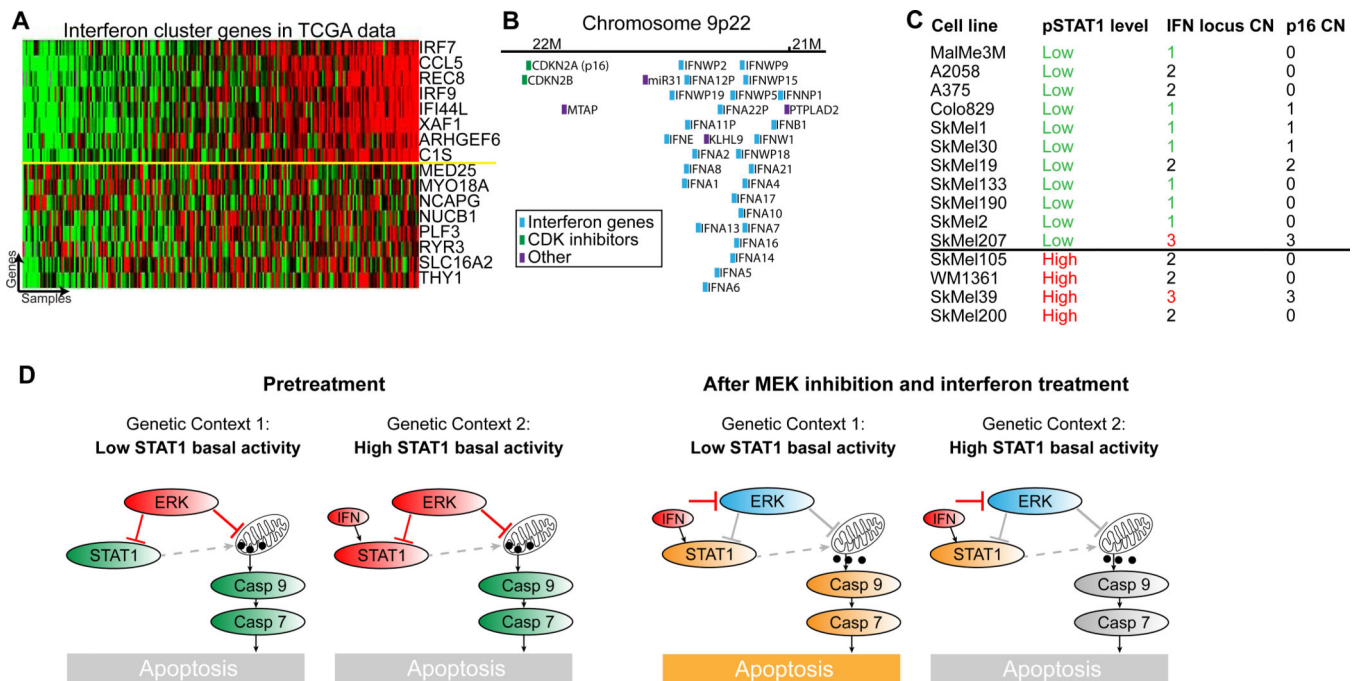 A
Interferon cluster genes in TCGA data
IRF7
CCL5
REC8
IRF9
IFI44L
XAF1
ARHGEF6
C1S
MED25
MYO18A
NCAPG
NUCB1
PLF3
RYR3
SLC16A2
THY1
Genes
Samples
B
Chromosome 9p22
22M 21M
CDKN2A (p16) IFNWP2 IFNWP9
CDKN2B miR31 IFNA12P IFNWP15
IFNWP19 IFNWP5 IFNNP1
MTAP IFNA22P PTPLAD2
IFNA11P IFNB1
IFNE KLHL9 IFNW1
IFNA2 IFNWP18
IFNA8 IFNA21
IFNA1 IFNA4
IFNA17
IFNA10
IFNA13 IFNA7
IFNA16
IFNA14
IFNA5
IFNA6
Interferon genes
CDK inhibitors
Other
C
Cell line pSTAT1 level IFN locus CN p16 CN
MalMe3M Low 1 0
A2058 Low 2 0
A375 Low 2 0
Colo829 Low 1 1
SkMel1 Low 1 1
SkMel30 Low 1 1
SkMel19 Low 2 2
SkMel133 Low 1 0
SkMel190 Low 1 0
SkMel2 Low 1 0
SkMel207 Low 3 3
SkMel105 High 2 0
WM1361 High 2 0
SkMel39 High 3 3
SkMel200 High 2 0
D
Pretreatment
Genetic Context 1:
Low STAT1 basal activity
ERK
STAT1
Casp 9
Casp 7
Apoptosis
Genetic Context 2:
High STAT1 basal activity
ERK
IFN
STAT1
Casp 9
Casp 7
Apoptosis
After MEK inhibition and interferon treatment
Genetic Context 1:
Low STAT1 basal activity
ERK
IFN
STAT1
Casp 9
Casp 7
Apoptosis
Genetic Context 2:
High STAT1 basal activity
ERK
IFN
STAT1
Casp 9
Casp 7
Apoptosis